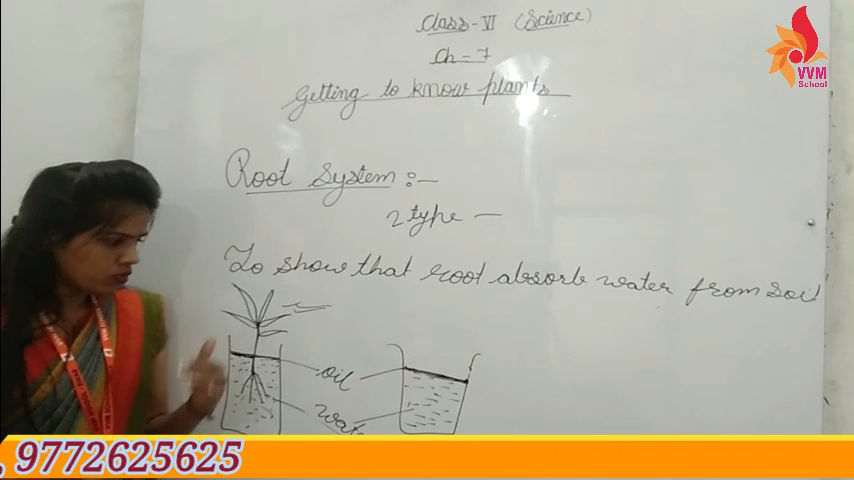 Class - VI (Science)
Ch - 7
Getting to know plants
VVM
School
Root System :-
2 type -
To show that root absorb water from soil
oil
wate
, 9772625625